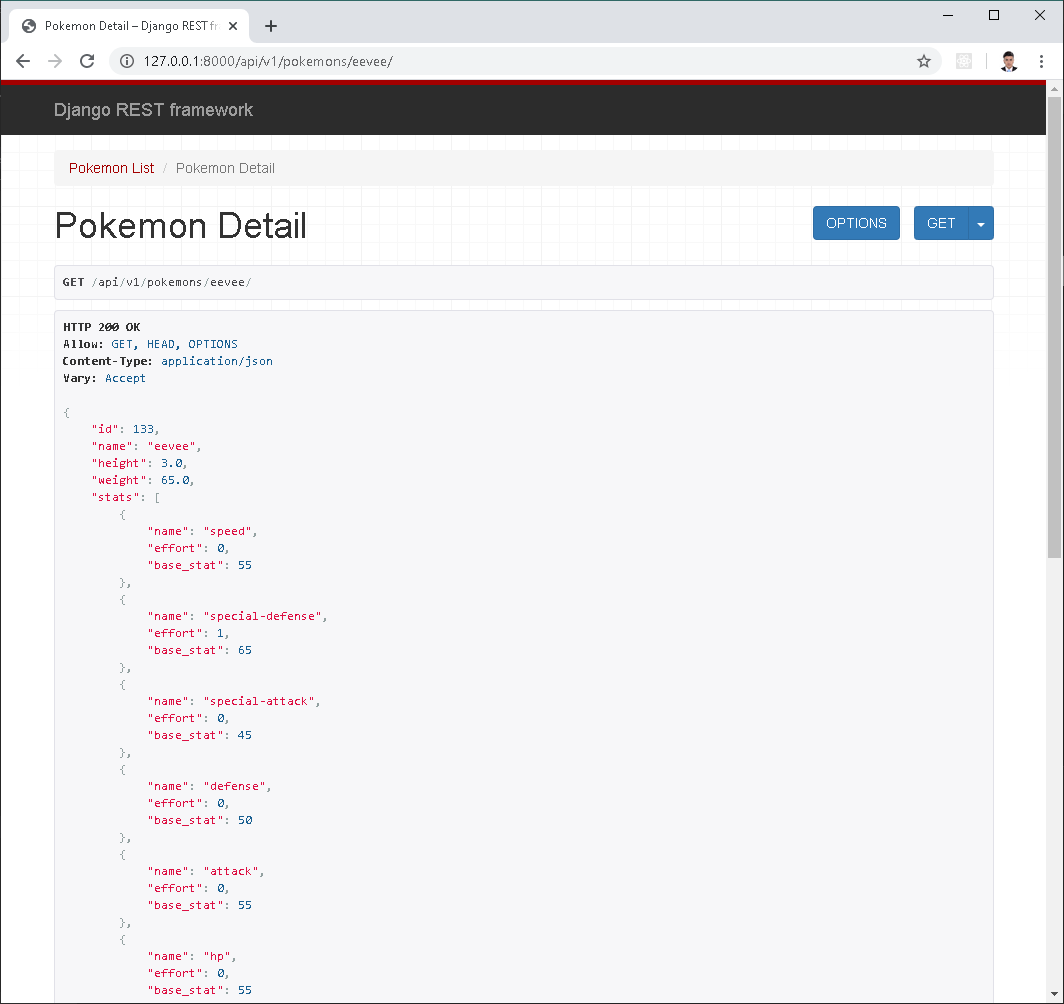 Pokemon Detail – Django REST fr
127.0.0.1:8000/api/v1/pokemons/eevee/
Django REST framework
Pokemon List / Pokemon Detail
Pokemon Detail
OPTIONS
GET
GET /api/v1/pokemons/eevee/
HTTP 200 OK
Allow: GET, HEAD, OPTIONS
Content-Type: application/json
Vary: Accept
{
    "id": 133,
    "name": "eevee",
    "height": 3.0,
    "weight": 65.0,
    "stats": [
        {
            "name": "speed",
            "effort": 0,
            "base_stat": 55
        },
        {
            "name": "special-defense",
            "effort": 1,
            "base_stat": 65
        },
        {
            "name": "special-attack",
            "effort": 0,
            "base_stat": 45
        },
        {
            "name": "defense",
            "effort": 0,
            "base_stat": 50
        },
        {
            "name": "attack",
            "effort": 0,
            "base_stat": 55
        },
        {
            "name": "hp",
            "effort": 0,
            "base_stat": 55